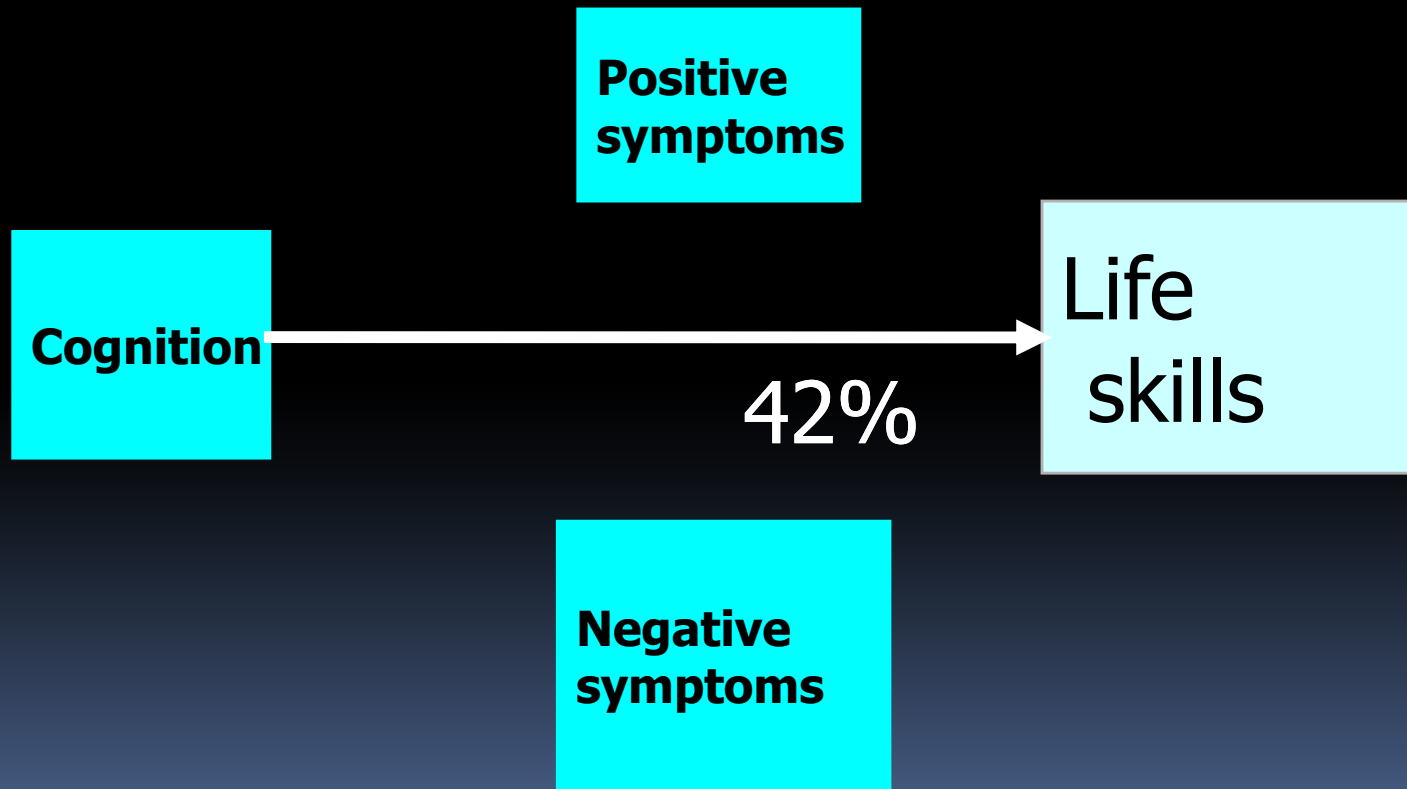 Positive
symptoms
Cognition
Life
skills
42%
Negative
symptoms